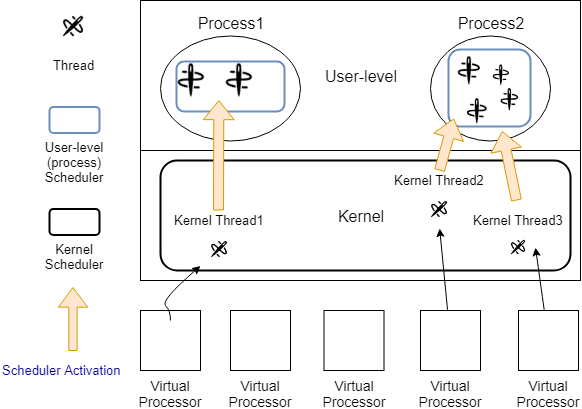 Process1
Process2
Thread
User-level
User-level
(process)
Scheduler
Kernel Thread2
Kernel Thread1
Kernel
Kernel Thread3
Kernel
Scheduler
Scheduler Activation
Virtual
Processor
Virtual
Processor
Virtual
Processor
Virtual
Processor
Virtual
Processor